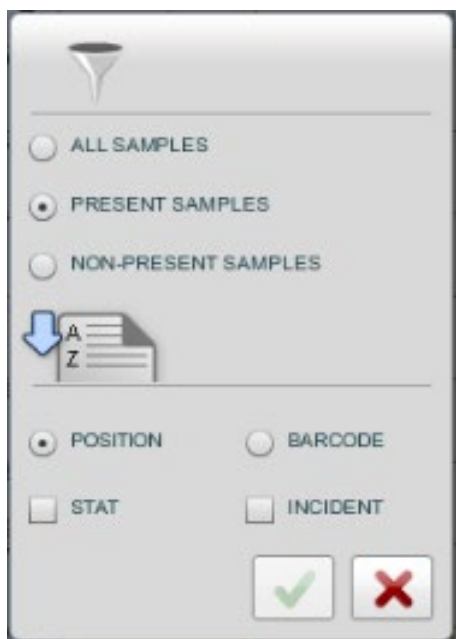 ALL SAMPLES
PRESENT SAMPLES
NON-PRESENT SAMPLES
A
Z
POSITION BARCODE
STAT INCIDENT